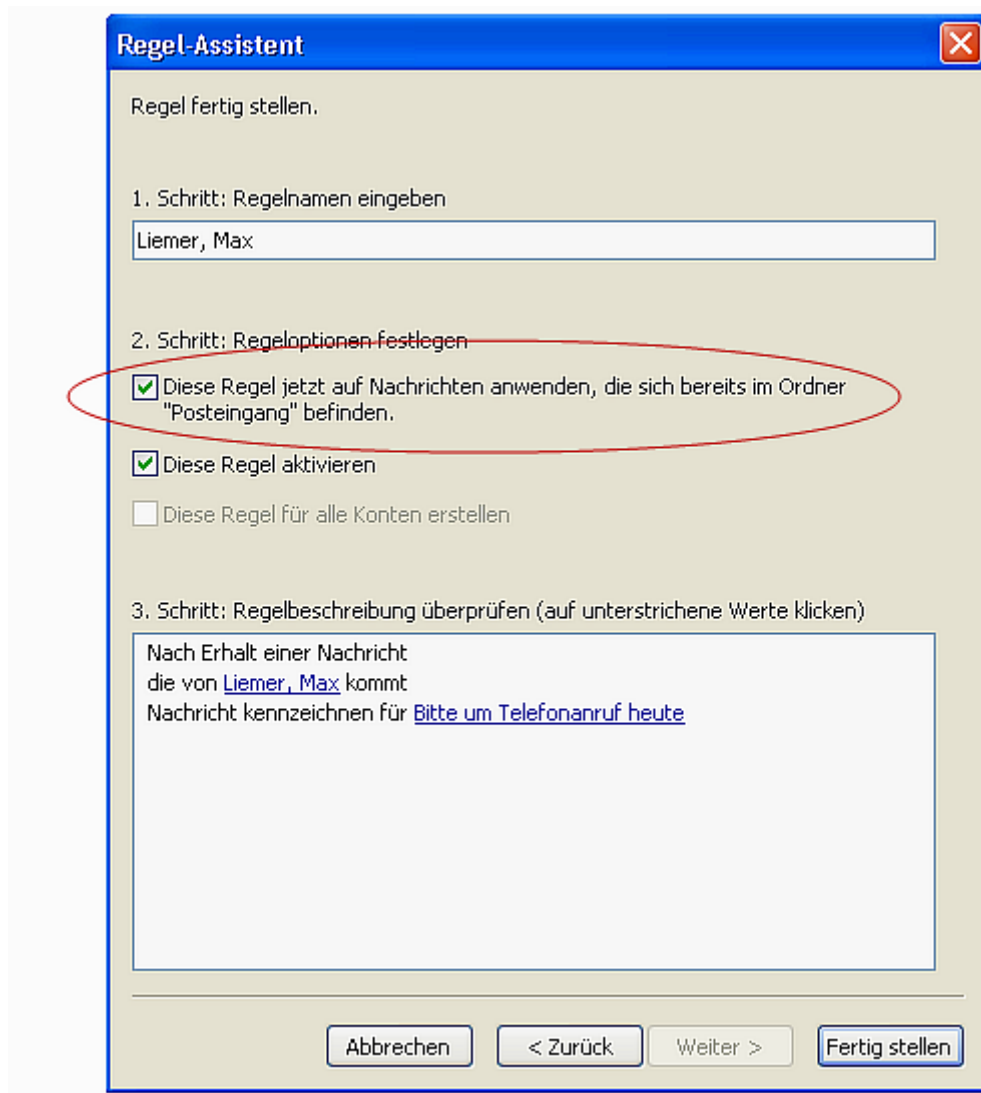 Regel-Assistent
Regel fertig stellen.
1. Schritt: Regelnamen eingeben
Liemer, Max
2. Schritt: Regeloptionen festlegen
Diese Regel jetzt auf Nachrichten anwenden, die sich bereits im Ordner
"Posteingang" befinden.
Diese Regel aktivieren
Diese Regel für alle Konten erstellen
3. Schritt: Regelbeschreibung überprüfen (auf unterstrichene Werte klicken)
Nach Erhalt einer Nachricht
die von Liemer, Max kommt
Nachricht kennzeichnen für Bitte um Telefonanruf heute
Abbrechen < Zurück Weiter > Fertig stellen